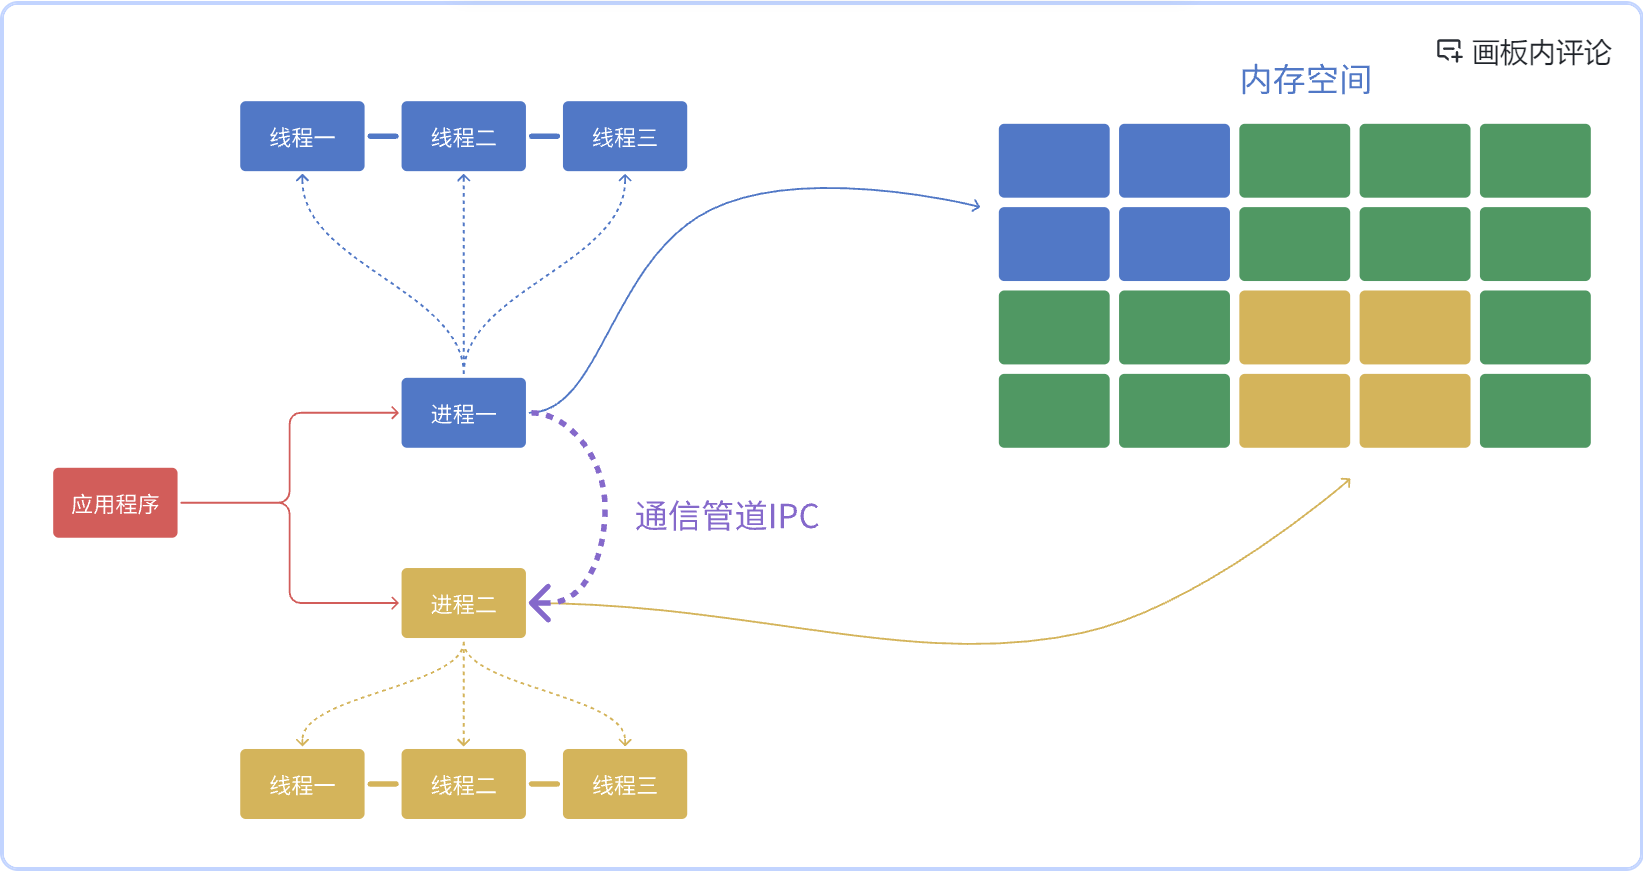 画板内评论
内存空间
线程一
线程二
线程三
进程一
应用程序
通信管道IPC
进程二
线程一
线程二
线程三